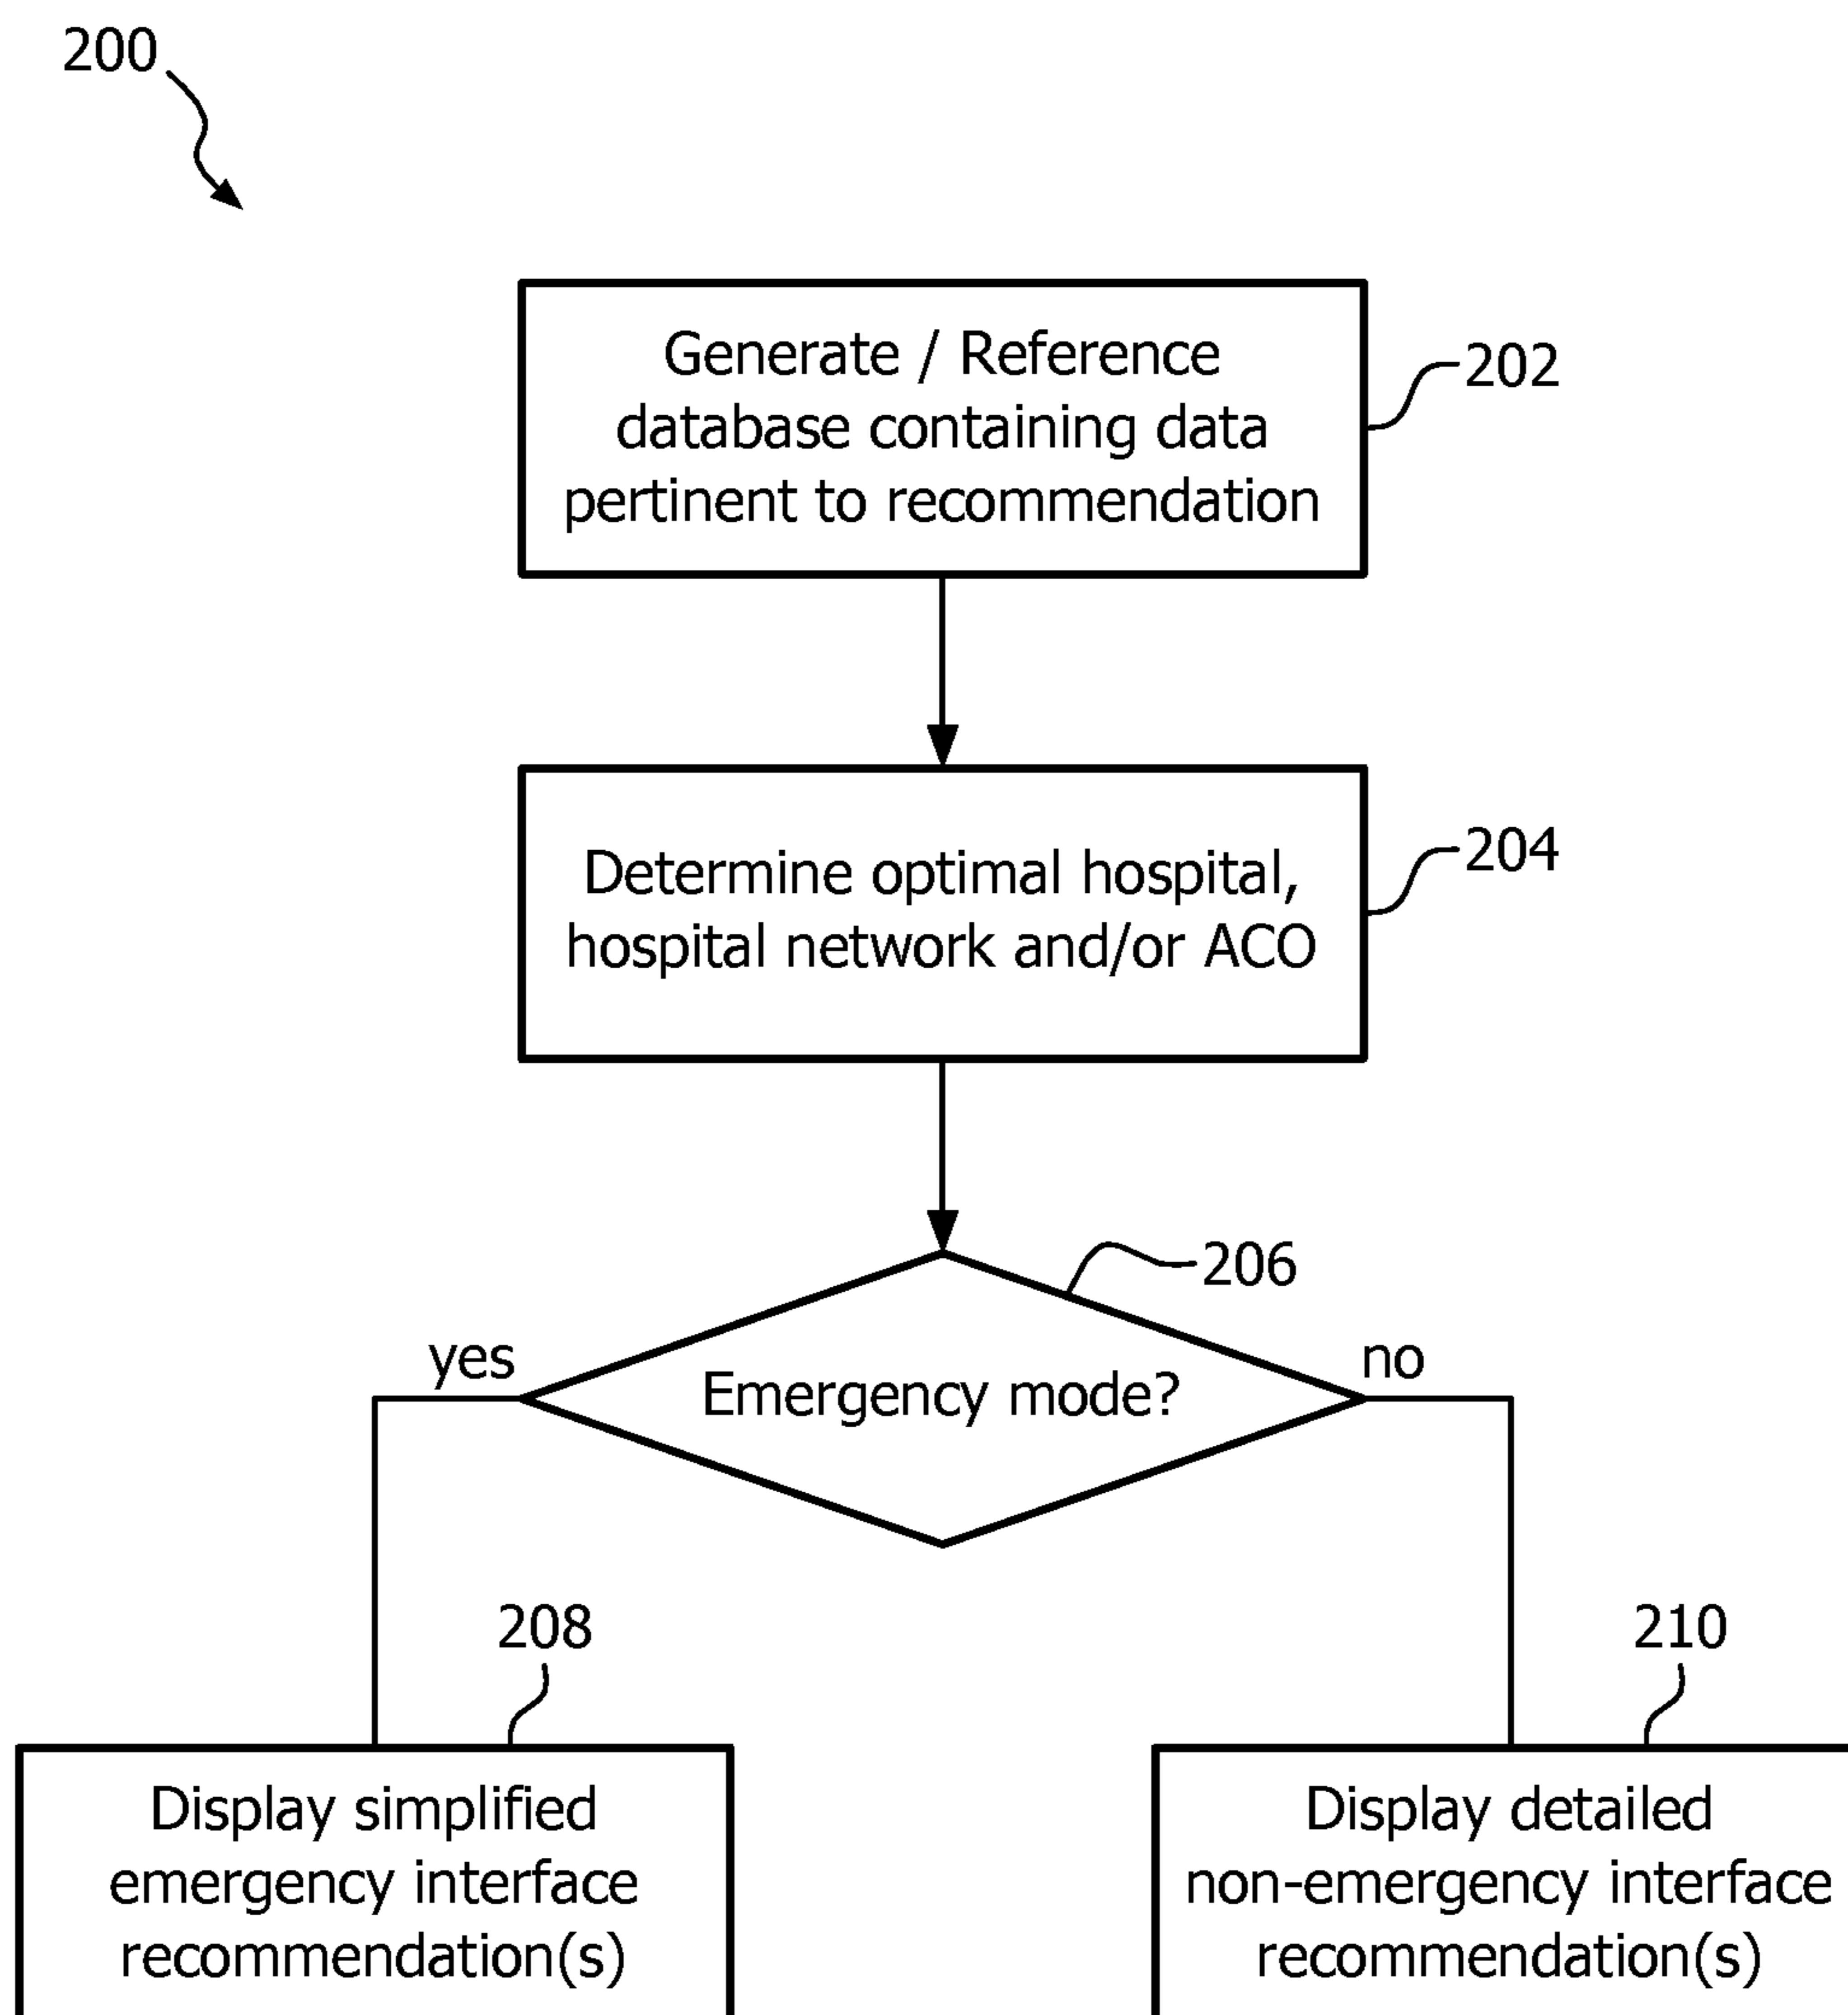 200
Generate / Reference
database containing data
pertinent to recommendation
202
Determine optimal hospital,
hospital network and/or ACO
204
206
yes
Emergency mode?
no
208
210
Display simplified
emergency interface
recommendation(s)
Display detailed
non-emergency interface
recommendation(s)